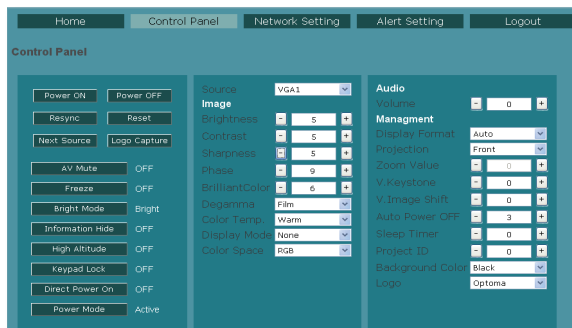 Home Control Panel Network Setting Alert Setting Logout
Control Panel
Power ON Power OFF
Resync Reset
Next Source Logo Capture
AV Mute OFF
Freeze OFF
Bright Mode Bright
Information Hide OFF
High Altitude OFF
Keypad Lock OFF
Direct Power On OFF
Power Mode Active
Source VGA1
Image
Brightness - 5 +
Contrast - 5 +
Sharpness - 5 +
Phase - 9 +
BrilliantColor - 6 +
Degamma Film
Color Temp. Warm
Display Mode None
Color Space RGB
Audio
Volume - 0 +
Managment
Display Format Auto
Projection Front
Zoom Value - 0 +
V.Keystone - 0 +
V.Image Shift - 0 +
Auto Power OFF - 3 +
Sleep Timer - 0 +
Project ID - 0 +
Background Color Black
Logo Optoma